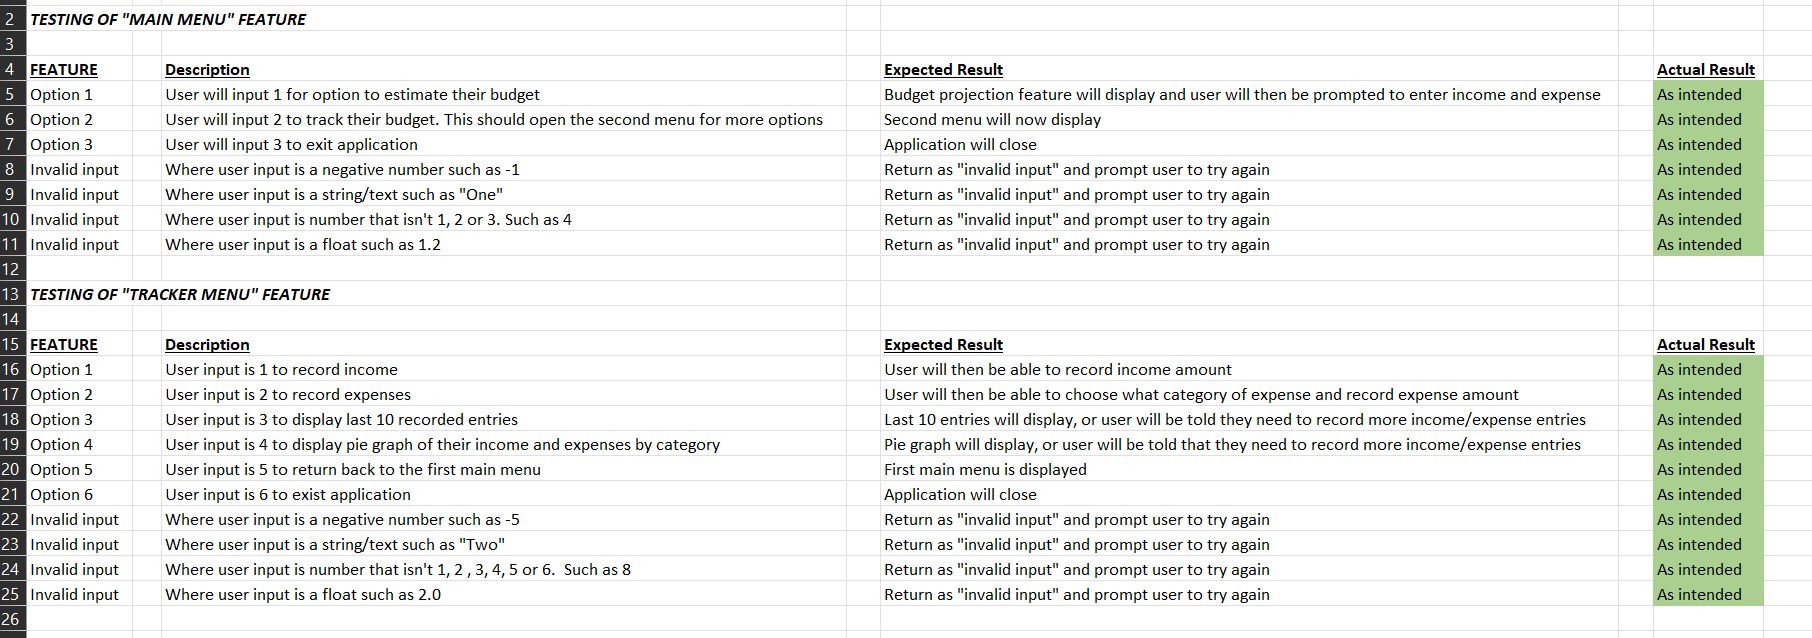 2 TESTING OF "MAIN MENU" FEATURE
3
4 FEATURE Description Expected Result Actual Result
5 Option 1 User will input 1 for option to estimate their budget Budget projection feature will display and user will then be prompted to enter income and expense As intended
6 Option 2 User will input 2 to track their budget. This should open the second menu for more options Second menu will now display As intended
7 Option 3 User will input 3 to exit application Application will close As intended
8 Invalid input Where user input is a negative number such as -1 Return as "invalid input" and prompt user to try again As intended
9 Invalid input Where user input is a string/text such as "One" Return as "invalid input" and prompt user to try again As intended
10 Invalid input Where user input is number that isn't 1, 2 or 3. Such as 4 Return as "invalid input" and prompt user to try again As intended
11 Invalid input Where user input is a float such as 1.2 Return as "invalid input" and prompt user to try again As intended
12
13 TESTING OF "TRACKER MENU" FEATURE
14
15 FEATURE Description Expected Result Actual Result
16 Option 1 User input is 1 to record income User will then be able to record income amount As intended
17 Option 2 User input is 2 to record expenses User will then be able to choose what category of expense and record expense amount As intended
18 Option 3 User input is 3 to display last 10 recorded entries Last 10 entries will display, or user will be told they need to record more income/expense entries As intended
19 Option 4 User input is 4 to display pie graph of their income and expenses by category Pie graph will display, or user will be told that they need to record more income/expense entries As intended
20 Option 5 User input is 5 to return back to the first main menu First main menu is displayed As intended
21 Option 6 User input is 6 to exist application Application will close As intended
22 Invalid input Where user input is a negative number such as -5 Return as "invalid input" and prompt user to try again As intended
23 Invalid input Where user input is a string/text such as "Two" Return as "invalid input" and prompt user to try again As intended
24 Invalid input Where user input is number that isn't 1, 2 , 3, 4, 5 or 6.  Such as 8 Return as "invalid input" and prompt user to try again As intended
25 Invalid input Where user input is a float such as 2.0 Return as "invalid input" and prompt user to try again As intended
26